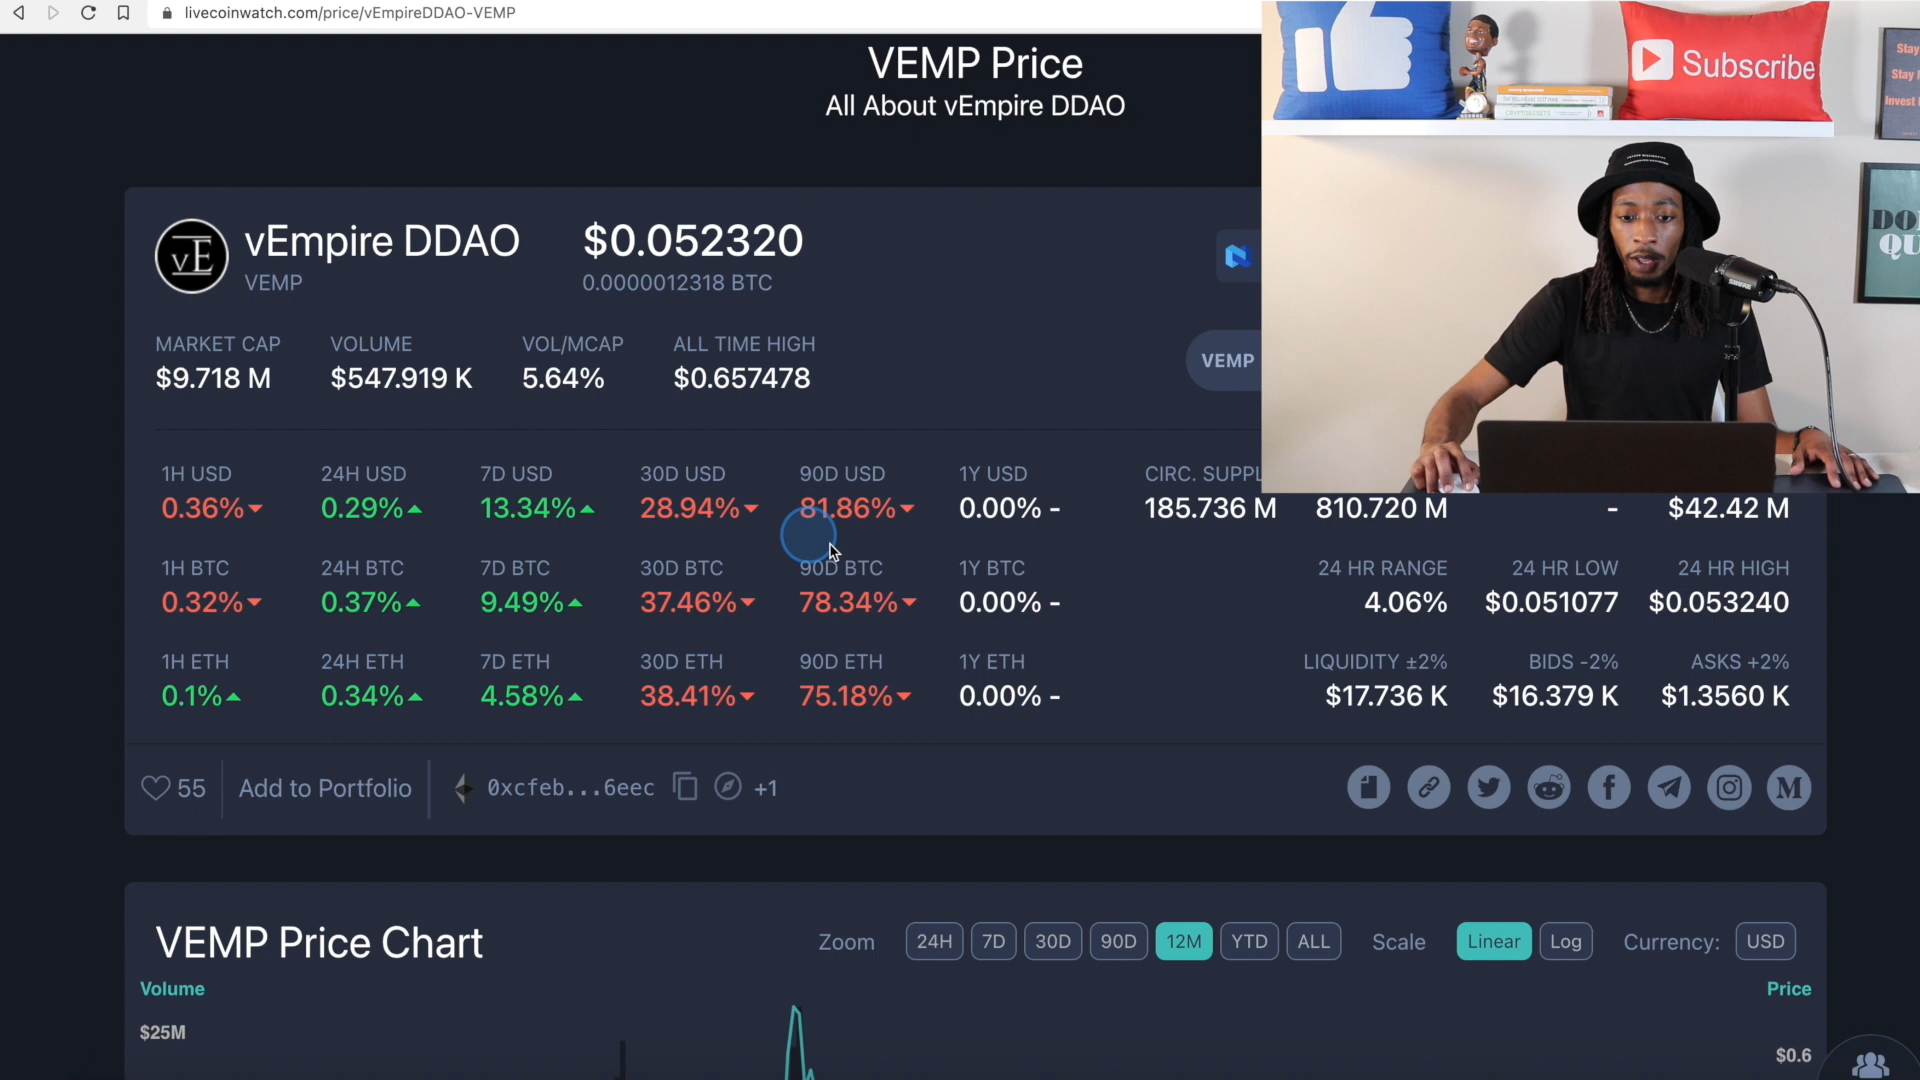 livecoinwatch.com/price/vEmpireDDAO-VEMP
VEMP Price
All About vEmpire DDAO
Subscribe
Stay
Stay
Invest
CRYPTOASSETS
DO
QU
SHURE
vE
vEmpire DDAO
VEMP
$0.052320
0.0000012318 BTC
MARKET CAP
$9.718 M
VOLUME
$547.919 K
VOL/MCAP
5.64%
ALL TIME HIGH
$0.657478
VEMP
1H USD 24H USD 7D USD 30D USD 90D USD 1Y USD CIRC. SUPPL
0.36% 0.29% 13.34% 28.94% 81.86% 0.00% - 185.736 M 810.720 M - $42.42 M
1H BTC 24H BTC 7D BTC 30D BTC 90D BTC 1Y BTC 24 HR RANGE 24 HR LOW 24 HR HIGH
0.32% 0.37% 9.49% 37.46% 78.34% 0.00% - 4.06% $0.051077 $0.053240
1H ETH 24H ETH 7D ETH 30D ETH 90D ETH 1Y ETH LIQUIDITY ±2% BIDS -2% ASKS +2%
0.1% 0.34% 4.58% 38.41% 75.18% 0.00% - $17.736 K $16.379 K $1.3560 K
55 Add to Portfolio 0xcfeb...6eec +1
VEMP Price Chart
Zoom 24H 7D 30D 90D 12M YTD ALL Scale Linear Log Currency: USD
Volume Price
$25M
$0.6